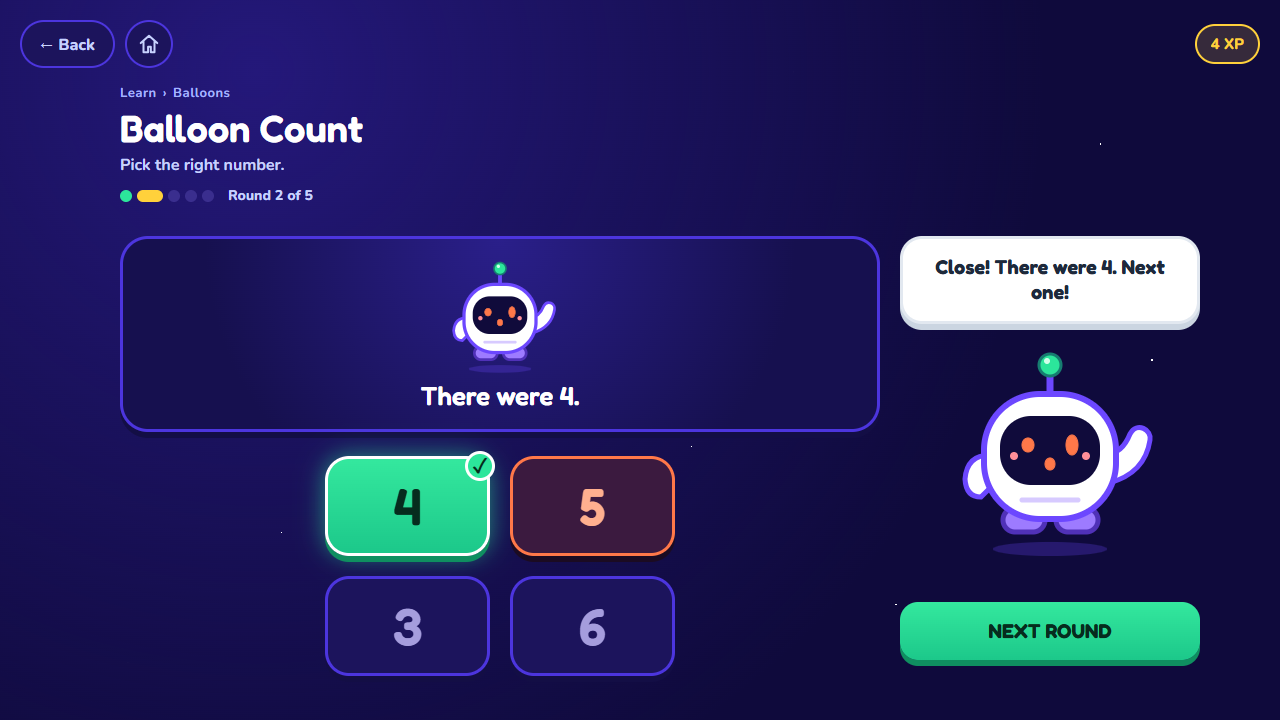 ← Back
4 XP
Learn › Balloons
Balloon Count
Pick the right number.
Round 2 of 5
There were 4.
Close! There were 4. Next
one!
4
5
3
6
NEXT ROUND